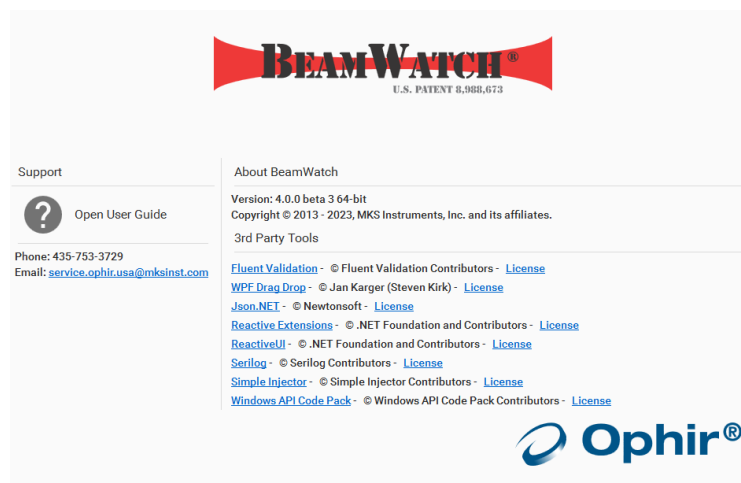 BEAMWATCH®
U.S. PATENT 8,988,673
Support
Open User Guide
Phone: 435-753-3729
Email: service.ophir.usa@mksinst.com
About BeamWatch
Version: 4.0.0 beta 3 64-bit
Copyright © 2013 - 2023, MKS Instruments, Inc. and its affiliates.
3rd Party Tools
Fluent Validation - © Fluent Validation Contributors - License
WPF Drag Drop - © Jan Karger (Steven Kirk) - License
Json.NET - © Newtonsoft - License
Reactive Extensions - © .NET Foundation and Contributors - License
ReactiveUI - © .NET Foundation and Contributors - License
Serilog - © Serilog Contributors - License
Simple Injector - © Simple Injector Contributors - License
Windows API Code Pack - © Windows API Code Pack Contributors - License
Ophir®